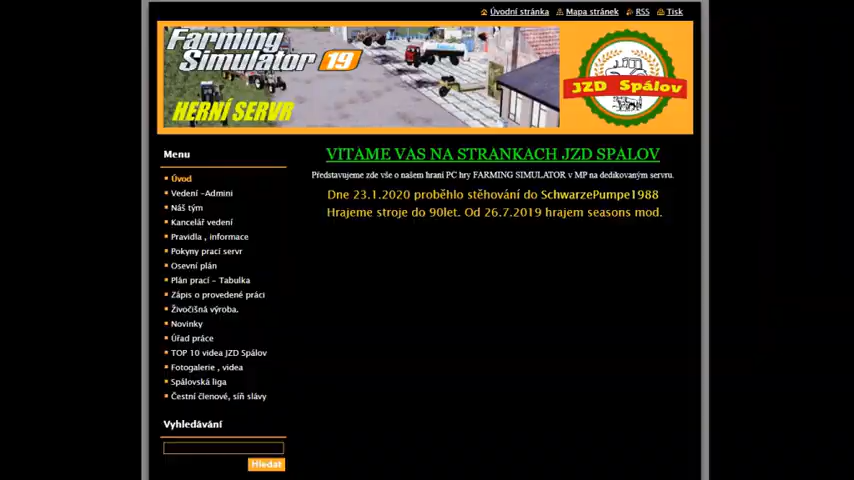 Úvodní stránka Mapa stránek RSS Tisk
Farming
Simulator 19
HERNÍ SERVR
JZD Spálov
Menu
VITAME VAS NA STRANKACH JZD SPALOV
Představujeme zde vše o našem hraní PC hry FARMING SIMULATOR v MP na dedikovaným servru.
Úvod
Dne 23.1.2020 proběhlo stěhování do SchwarzePumpe1988
Vedení -Admini
Náš tým
Hrajeme stroje do 90let. Od 26.7.2019 hrajem seasons mod.
Kancelář vedení
Pravidla , informace
Pokyny prací servr
Osevní plán
Plán prací - Tabulka
Zápis o provedené práci
Živočišná výroba.
Novinky
Úřad práce
TOP 10 videa JZD Spálov
Fotogalerie , videa
Spálovská liga
Čestní členové, síň slávy
Vyhledávání
Hledat